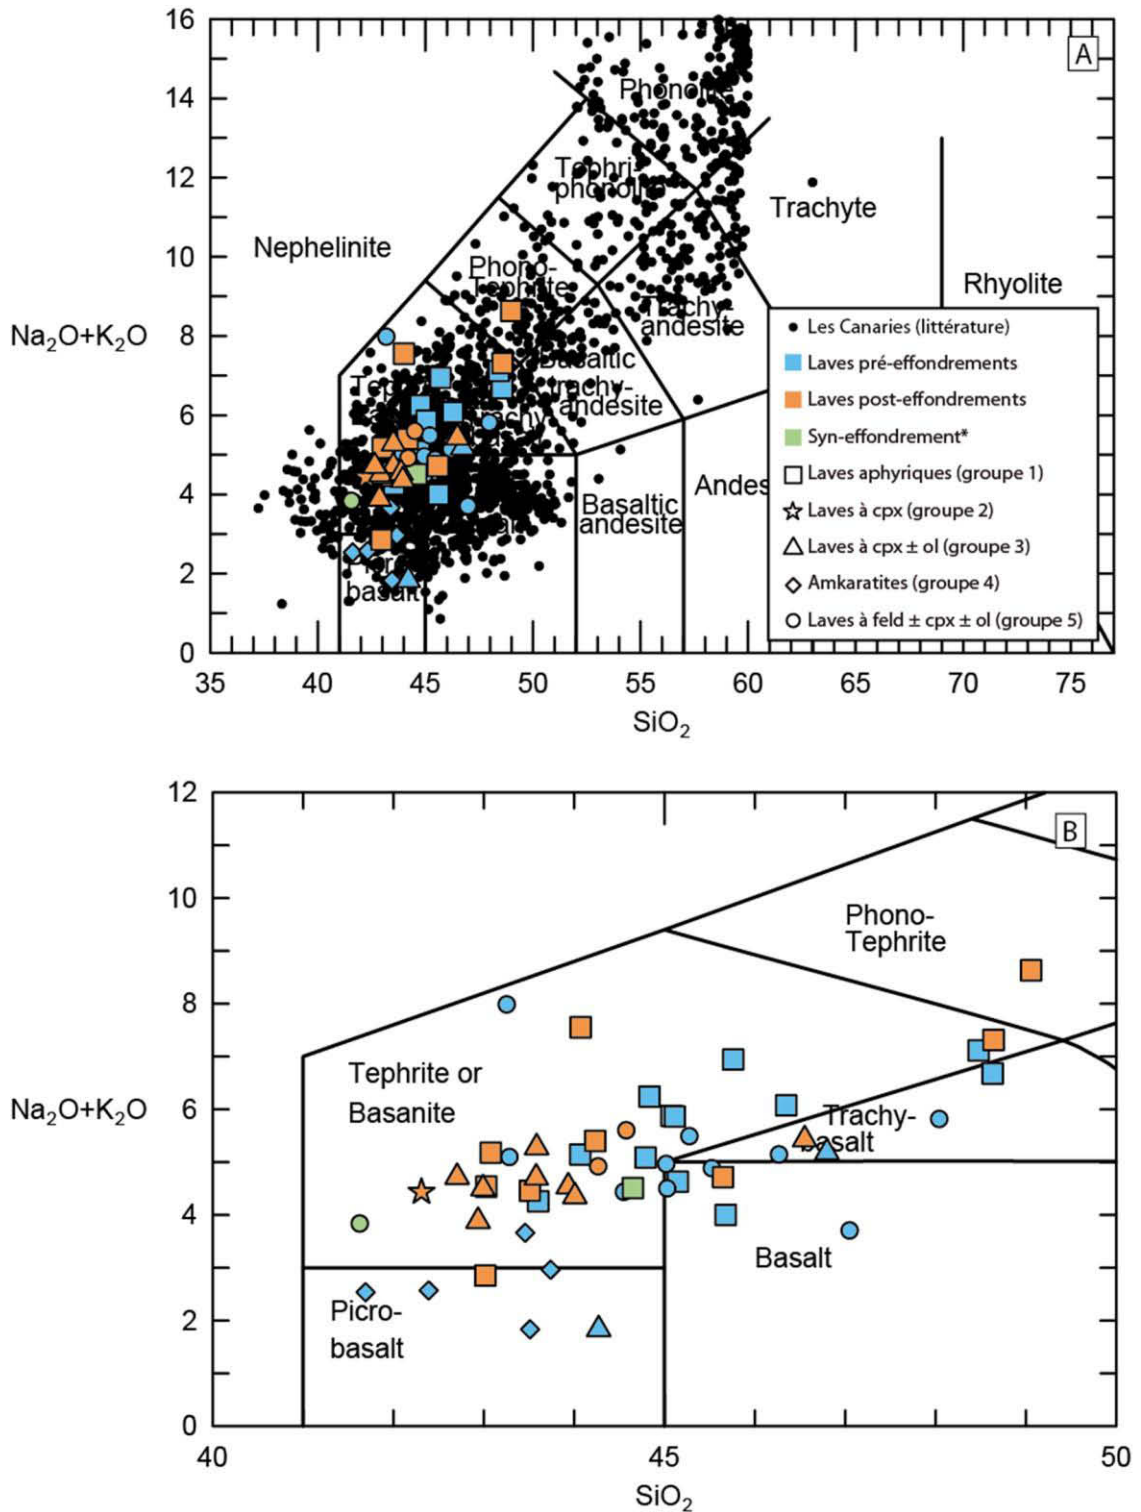 A
16
14
12
10
8
6
4
2
0
Na2O+K2O
Phonolite
Tephri-
phonolite
Trachyte
Nephelinite
Phono-
Tephrite
Rhyolite
Trachy-
andesite
Basaltic
trachy-
andesite
Basaltic
andesite
Andes
basalt
Les Canaries (littérature)
Laves pré-effondrements
Laves post-effondrements
Syn-effondrement*
Laves aphyriques (groupe 1)
Laves à cpx (groupe 2)
Laves à cpx ± ol (groupe 3)
Amkaratites (groupe 4)
Laves à feld ± cpx ± ol (groupe 5)
35 40 45 50 55 60 65 70 75
SiO2
B
12
10
8
6
4
2
0
Na2O+K2O
Phono-
Tephrite
Tephrite or
Basanite
Trachy-
basalt
Basalt
Picro-
basalt
40 45 50
SiO2